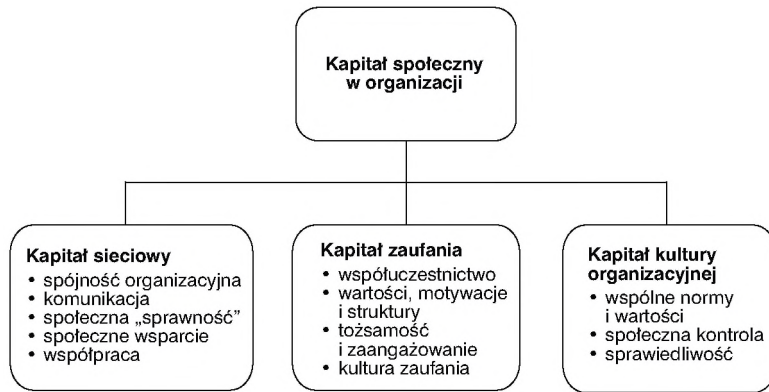 Kapitał społeczny
w organizacji
Kapitał sieciowy
• spójność organizacyjna
• komunikacja
• społeczna „sprawność”
• społeczne wsparcie
• współpraca
Kapitał zaufania
• współuczestnictwo
• wartości, motywacje
i struktury
• tożsamość
i zaangażowanie
• kultura zaufania
Kapitał kultury
organizacyjnej
• wspólne normy
i wartości
• społeczna kontrola
• sprawiedliwość